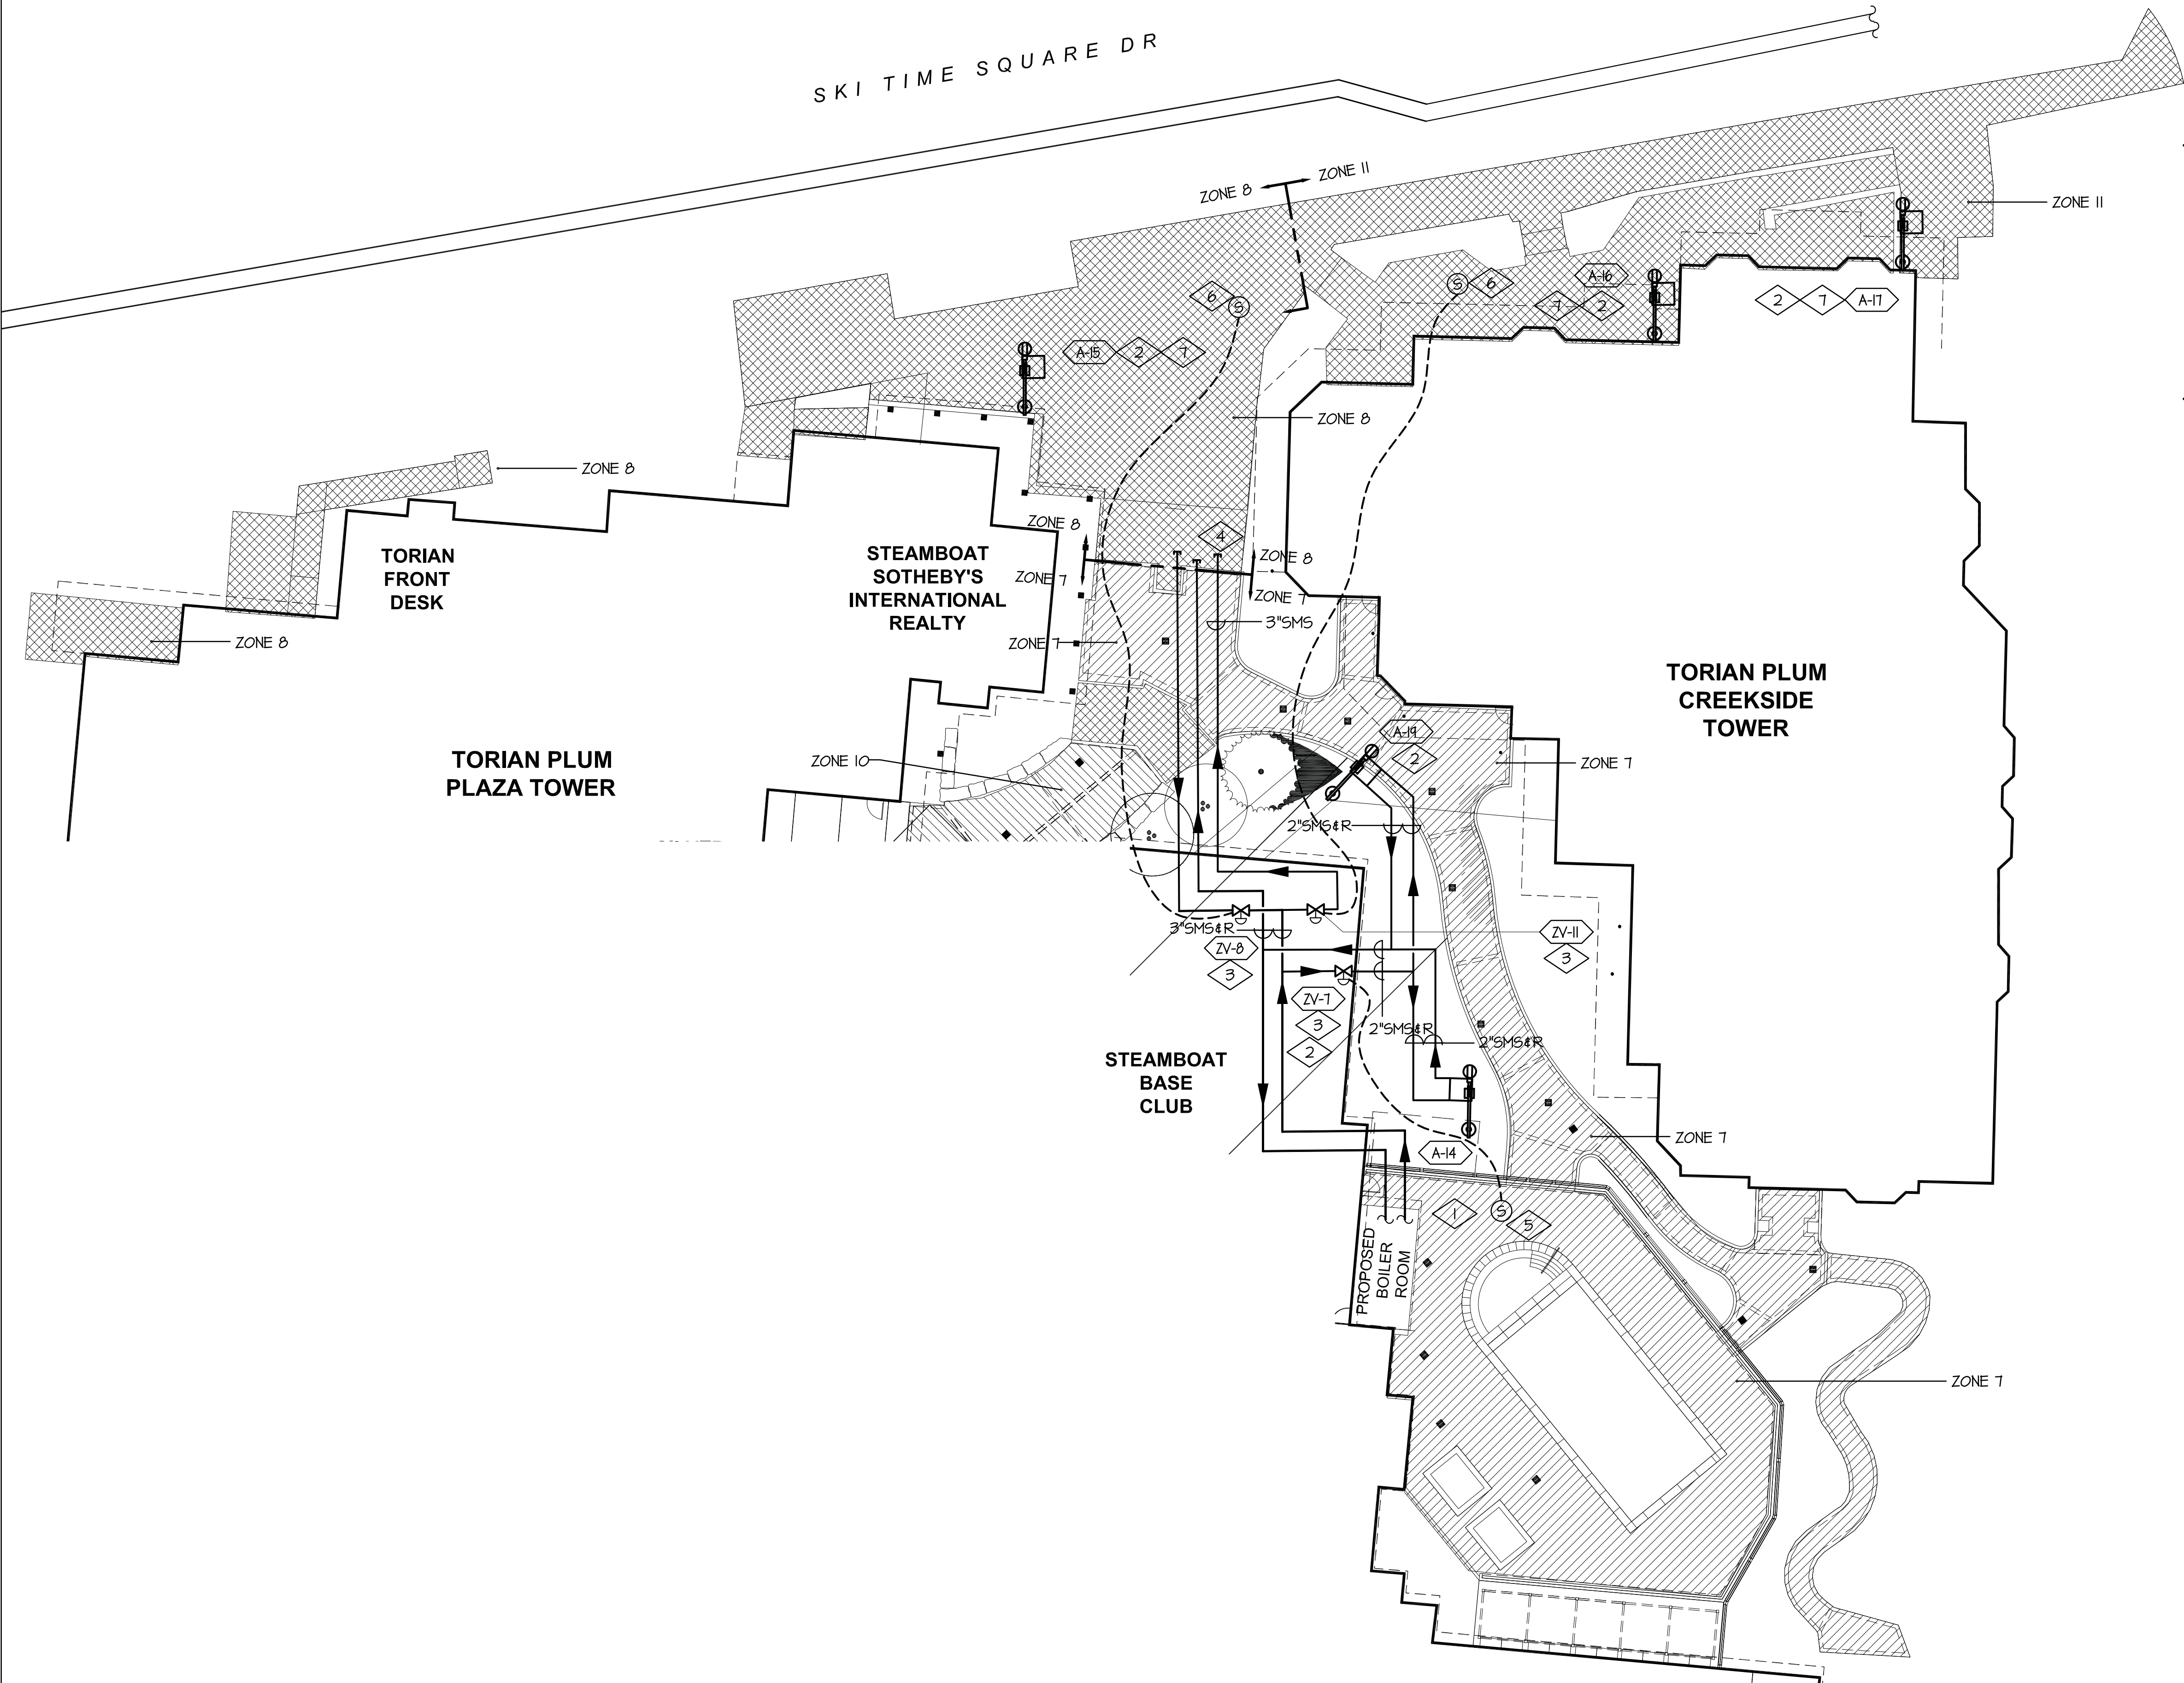 SKI TIME SQUARE DR
ZONE 8
ZONE 11
ZONE 11
6
S
S
6
A-16
7
2
2
7
A-17
A-15
2
7
ZONE 8
ZONE 8
ZONE 8
TORIAN
FRONT
DESK
STEAMBOAT
SOTHEBY'S
INTERNATIONAL
REALTY
ZONE 8
ZONE 7
4
ZONE 8
ZONE 7
3"SMS
ZONE 7
TORIAN PLUM
CREEKSIDE
TOWER
TORIAN PLUM
PLAZA TOWER
ZONE 10
A-19
2
ZONE 7
2"SMS&R
3"SMS&R
ZV-8
3
ZV-11
3
ZV-7
3
2
2"SMS&R
2"SMS&R
STEAMBOAT
BASE
CLUB
A-14
ZONE 7
1
S
5
PROPOSED
BOILER
ROOM
ZONE 7